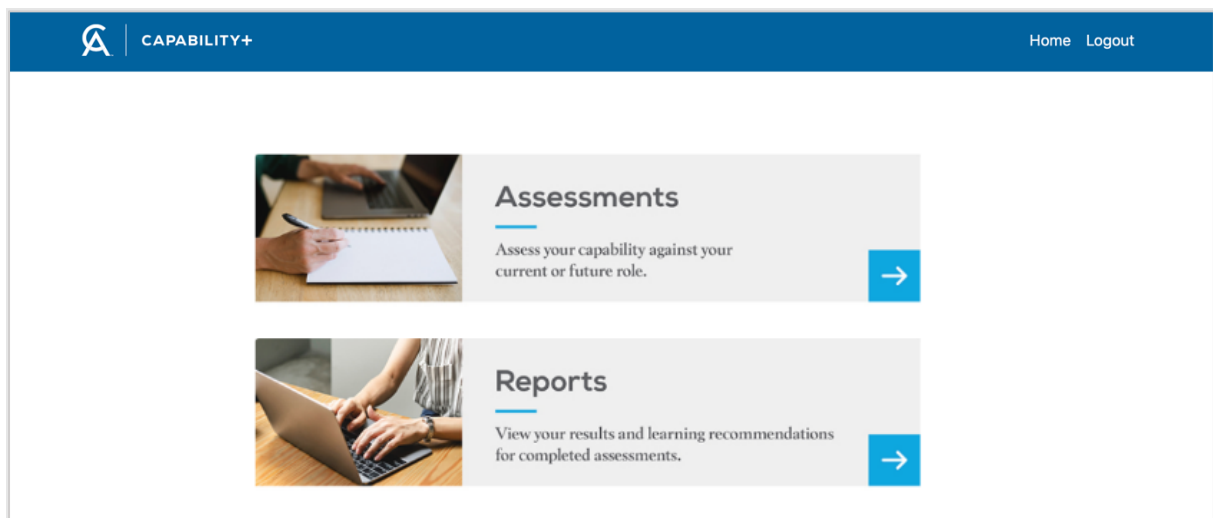 CA CAPABILITY+
Home Logout
Assessments
Assess your capability against your
current or future role.
Reports
View your results and learning recommendations
for completed assessments.